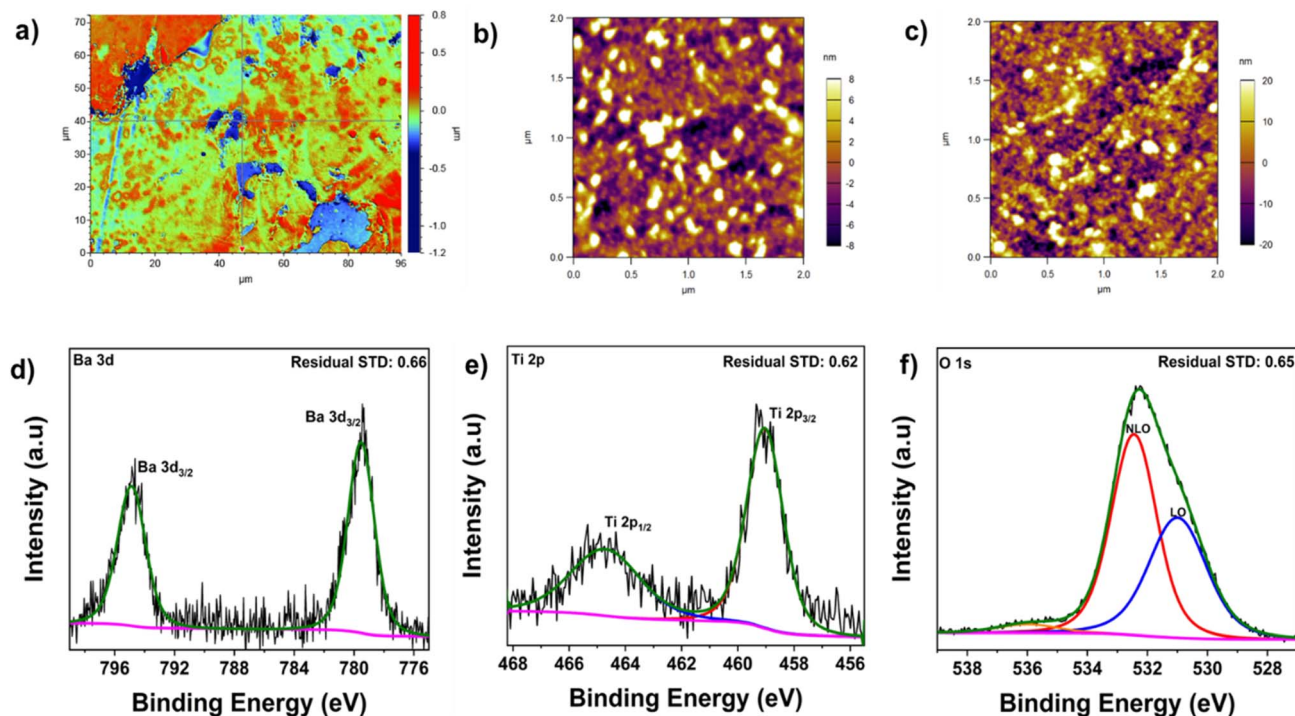 a)
0.8
0.5
0.0
-0.5
-1.0
-1.2
µm
µm
70
60
50
40
30
20
10
0
0 20 40 60 80 96
µm
b)
2.0
1.5
1.0
0.5
0.0
µm
0.0 0.5 1.0 1.5 2.0
µm
nm
8
6
4
2
0
-2
-4
-6
-8
c)
2.0
1.5
1.0
0.5
0.0
µm
0.0 0.5 1.0 1.5 2.0
µm
nm
20
10
0
-10
-20
d)
Ba 3d
Residual STD: 0.66
Ba 3d3/2
Ba 3d3/2
Intensity (a.u)
796 792 788 784 780 776
Binding Energy (eV)
e)
Ti 2p
Residual STD: 0.62
Ti 2p3/2
Ti 2p1/2
Intensity (a.u)
468 466 464 462 460 458 456
Binding Energy (eV)
f)
O 1s
Residual STD: 0.65
NLO
LO
Intensity (a.u)
538 536 534 532 530 528
Binding Energy (eV)